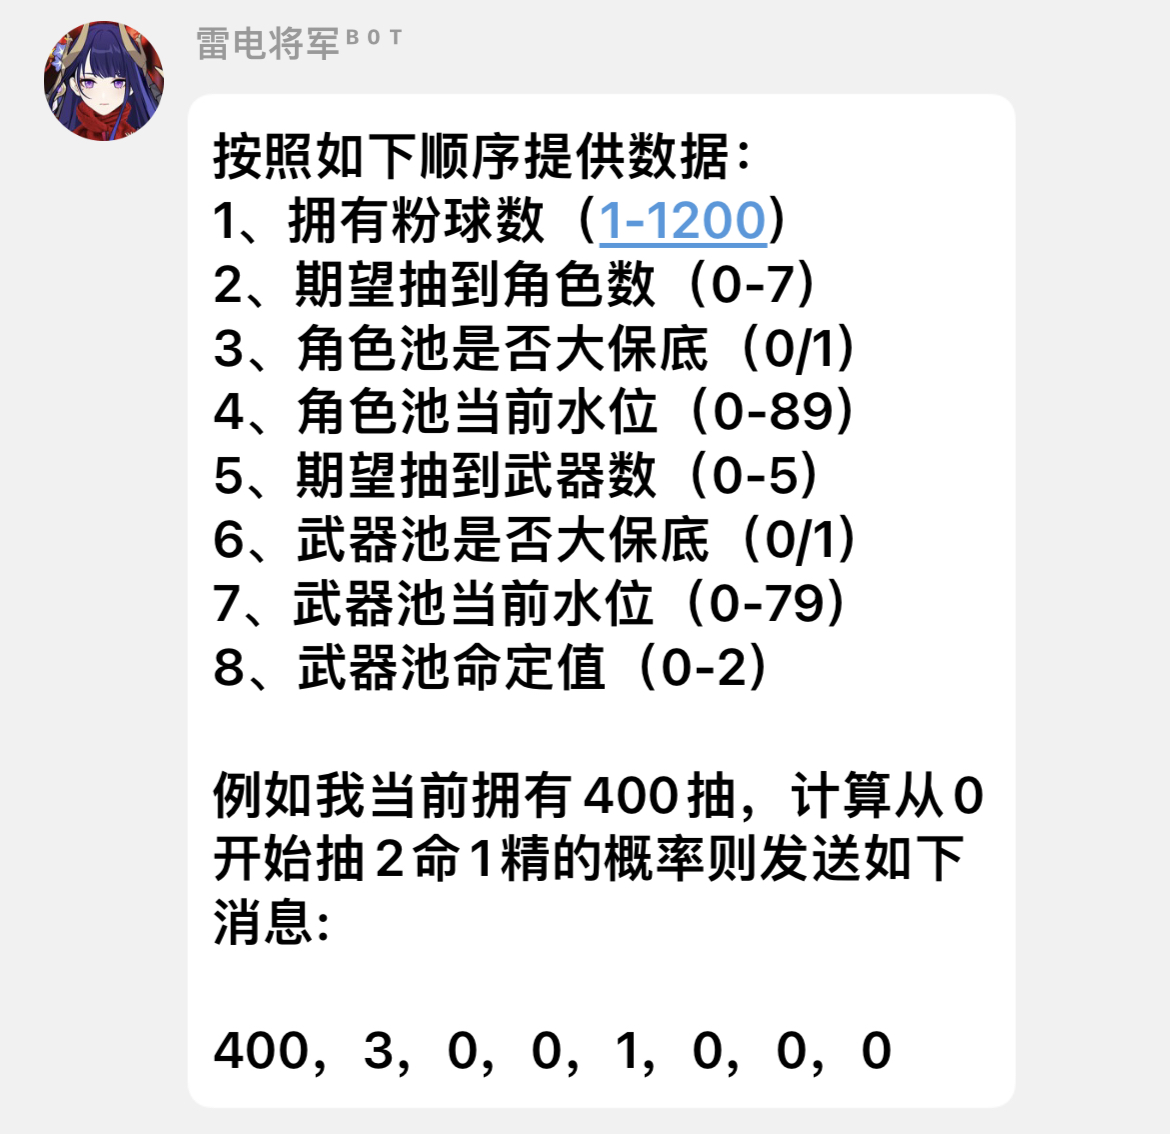 雷电将军BOT
按照如下顺序提供数据：
1、拥有粉球数（1-1200）
2、期望抽到角色数（0-7）
3、角色池是否大保底（0/1）
4、角色池当前水位（0-89）
5、期望抽到武器数（0-5）
6、武器池是否大保底（0/1）
7、武器池当前水位（0-79）
8、武器池命定值（0-2）
例如我当前拥有400抽，计算从0
开始抽2命1精的概率则发送如下
消息：
400，3，0，0，1，0，0，0